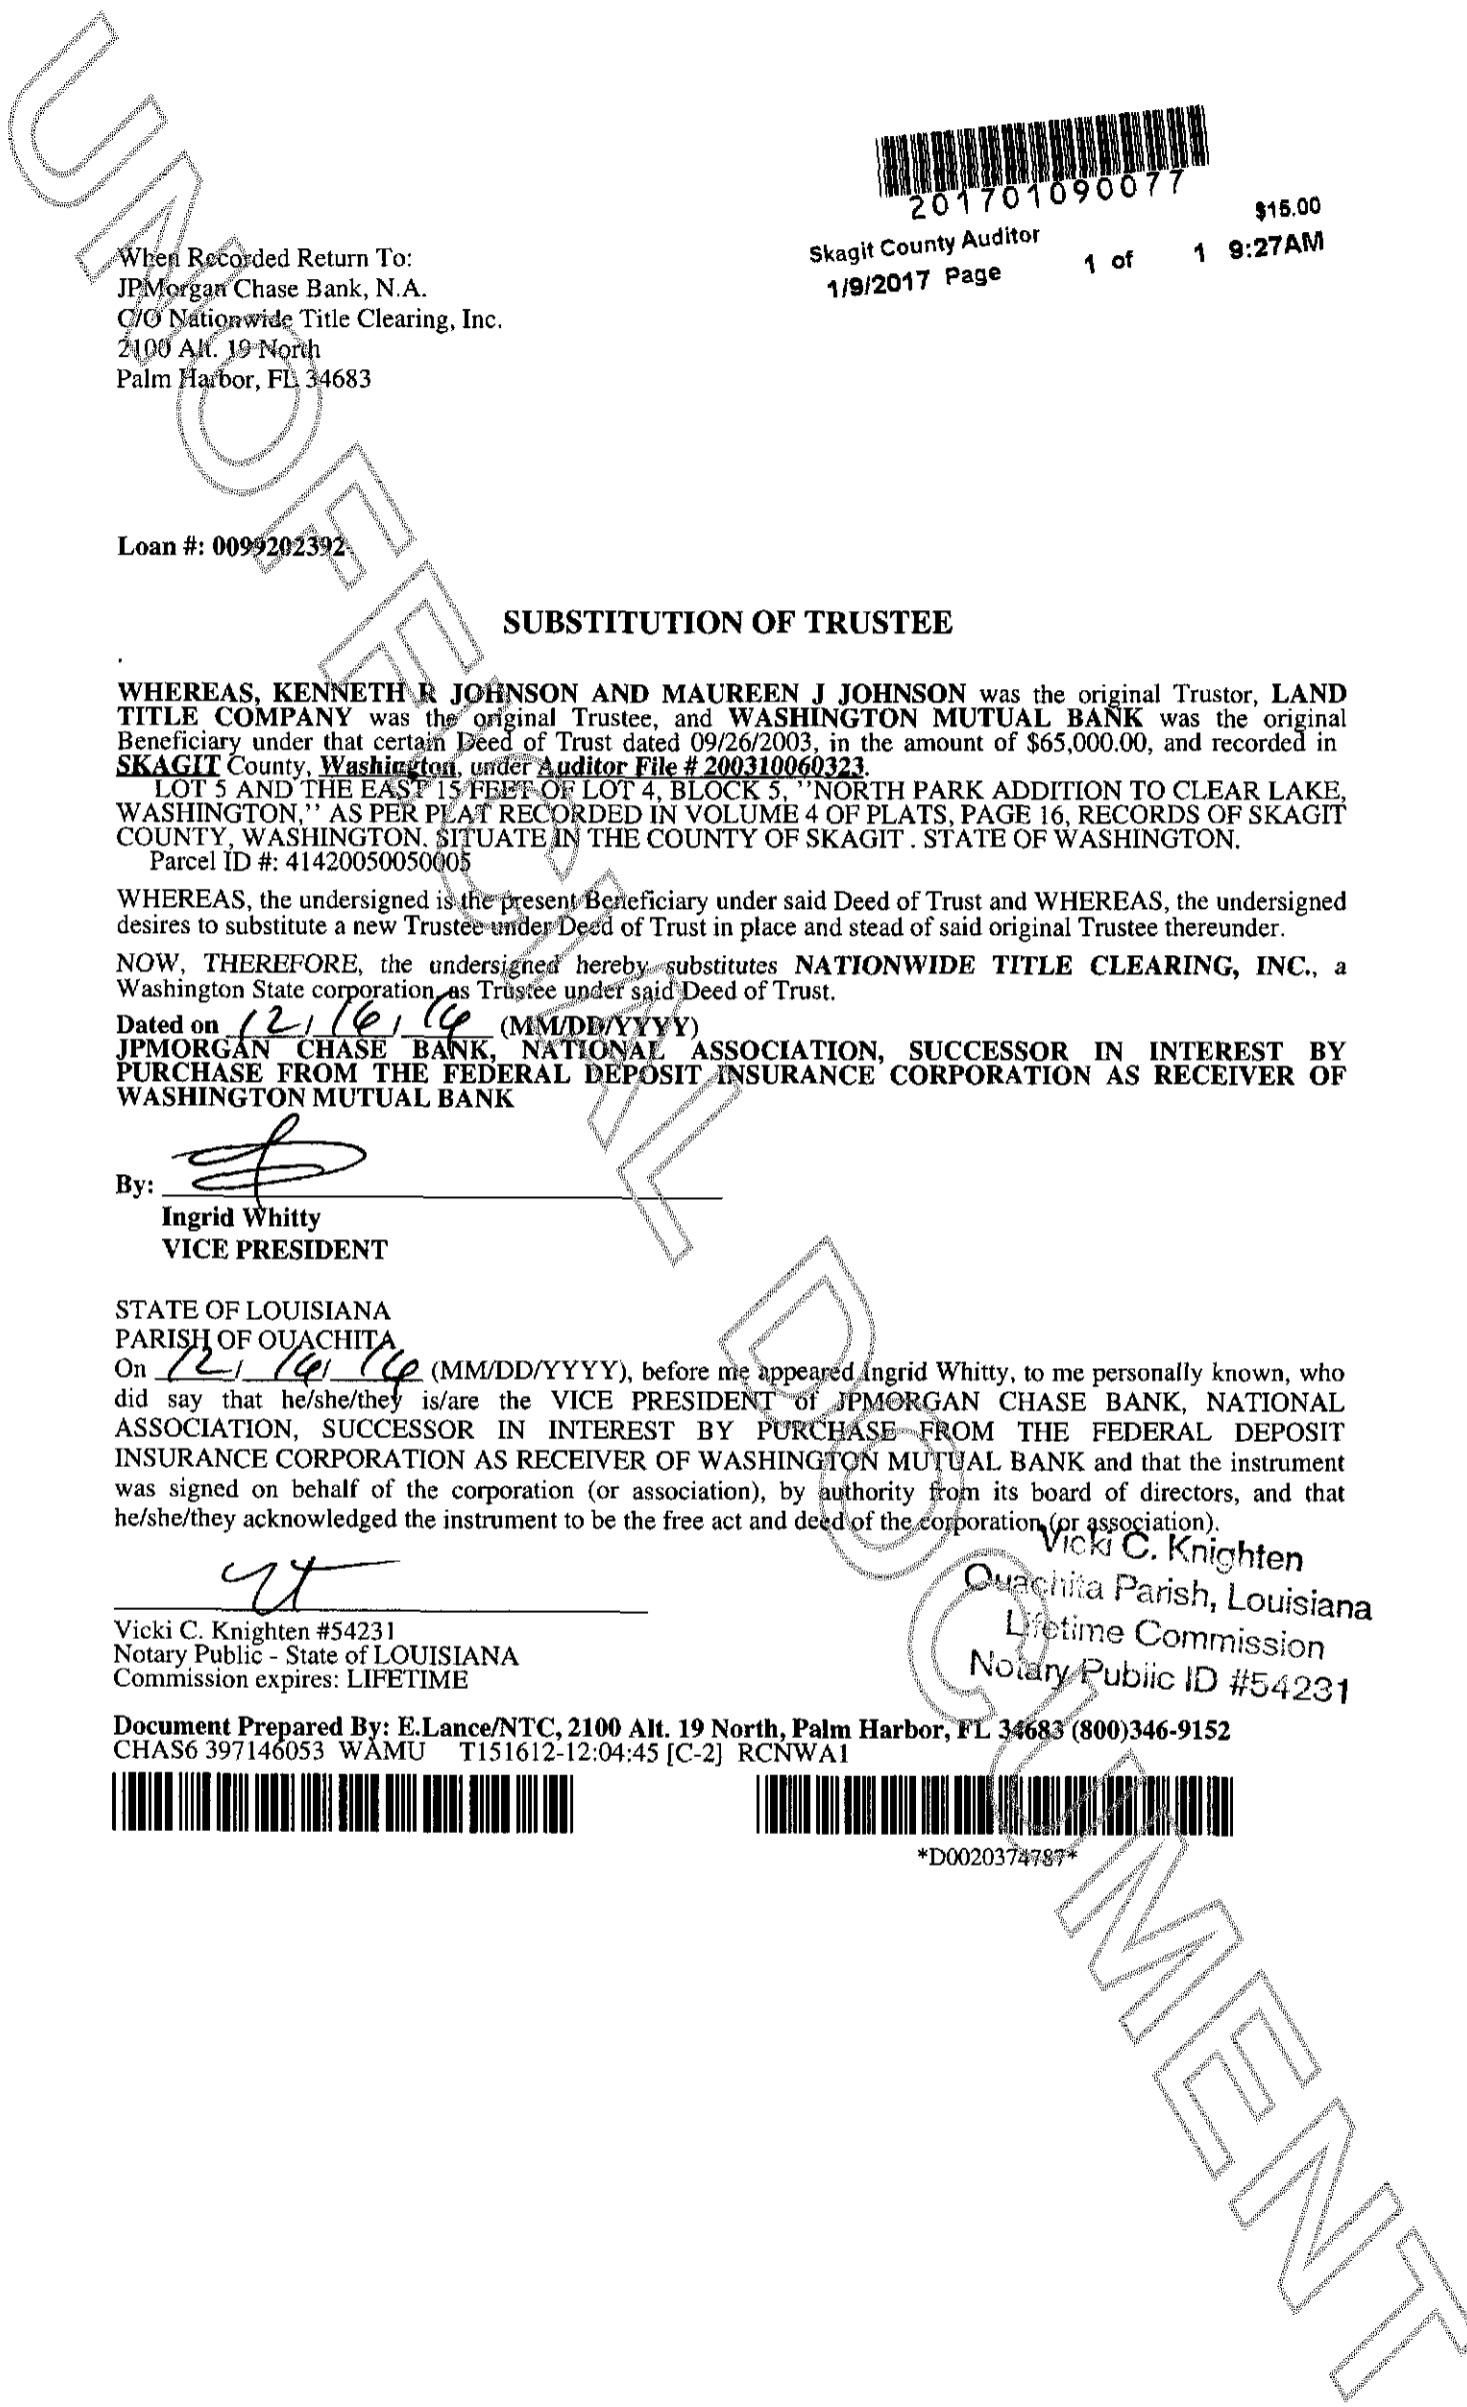 201701090077
$15.00
Skagit County Auditor
1/9/2017 Page 1 of 1 9:27AM
When Recorded Return To:
JPMorgan Chase Bank, N.A.
C/O Nationwide Title Clearing, Inc.
2100 Alt. 19 North
Palm Harbor, FL 34683
Loan #: 0099202392
SUBSTITUTION OF TRUSTEE
WHEREAS, KENNETH R JOHNSON AND MAUREEN J JOHNSON was the original Trustor, LAND
TITLE COMPANY was the original Trustee, and WASHINGTON MUTUAL BANK was the original
Beneficiary under that certain Deed of Trust dated 09/26/2003, in the amount of $65,000.00, and recorded in
SKAGIT County, Washington, under Auditor File # 200310060323.
LOT 5 AND THE EAST 15 FEET OF LOT 4, BLOCK 5, "NORTH PARK ADDITION TO CLEAR LAKE,
WASHINGTON," AS PER PLAT RECORDED IN VOLUME 4 OF PLATS, PAGE 16, RECORDS OF SKAGIT
COUNTY, WASHINGTON. SITUATE IN THE COUNTY OF SKAGIT . STATE OF WASHINGTON.
Parcel ID #: 41420050050005
WHEREAS, the undersigned is the present Beneficiary under said Deed of Trust and WHEREAS, the undersigned
desires to substitute a new Trustee under Deed of Trust in place and stead of said original Trustee thereunder.
NOW, THEREFORE, the undersigned hereby substitutes NATIONWIDE TITLE CLEARING, INC., a
Washington State corporation, as Trustee under said Deed of Trust.
Dated on 12/16/16 (MM/DD/YYYY)
JPMORGAN CHASE BANK, NATIONAL ASSOCIATION, SUCCESSOR IN INTEREST BY
PURCHASE FROM THE FEDERAL DEPOSIT INSURANCE CORPORATION AS RECEIVER OF
WASHINGTON MUTUAL BANK
By:
Ingrid Whitty
VICE PRESIDENT
STATE OF LOUISIANA
PARISH OF OUACHITA
On 12/16/16 (MM/DD/YYYY), before me appeared Ingrid Whitty, to me personally known, who
did say that he/she/they is/are the VICE PRESIDENT of JPMORGAN CHASE BANK, NATIONAL
ASSOCIATION, SUCCESSOR IN INTEREST BY PURCHASE FROM THE FEDERAL DEPOSIT
INSURANCE CORPORATION AS RECEIVER OF WASHINGTON MUTUAL BANK and that the instrument
was signed on behalf of the corporation (or association), by authority from its board of directors, and that
he/she/they acknowledged the instrument to be the free act and deed of the corporation (or association).
Vicki C. Knighten
Ouachita Parish, Louisiana
Lifetime Commission
Notary Public ID #54231
Vicki C. Knighten #54231
Notary Public - State of LOUISIANA
Commission expires: LIFETIME
Document Prepared By: E.Lance/NTC, 2100 Alt. 19 North, Palm Harbor, FL 34683 (800)346-9152
CHAS6 397146053 WAMU T151612-12:04:45 [C-2] RCNWA1
*D0020374787*
UNOFFICIAL DOCUMENT